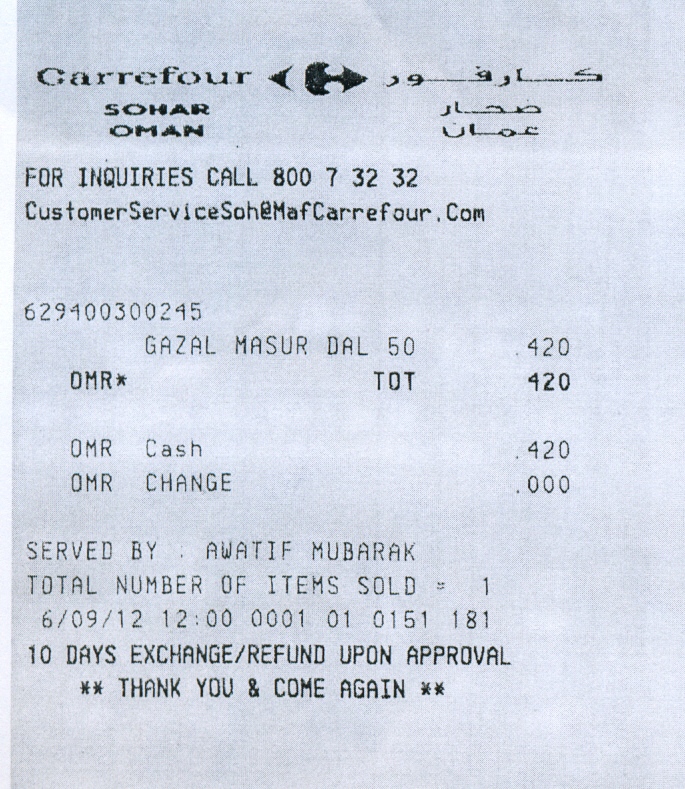 Carrefour كارفور
SOHAR صحار
OMAN عمان
FOR INQUIRIES CALL 800 7 32 32
CustomerServiceSoh@MafCarrefour.Com
629400300245
GAZAL MASUR DAL 50 .420
OMR* TOT .420
OMR Cash .420
OMR CHANGE .000
SERVED BY : AWATIF MUBARAK
TOTAL NUMBER OF ITEMS SOLD = 1
6/09/12 12:00 0001 01 0151 181
10 DAYS EXCHANGE/REFUND UPON APPROVAL
** THANK YOU & COME AGAIN **